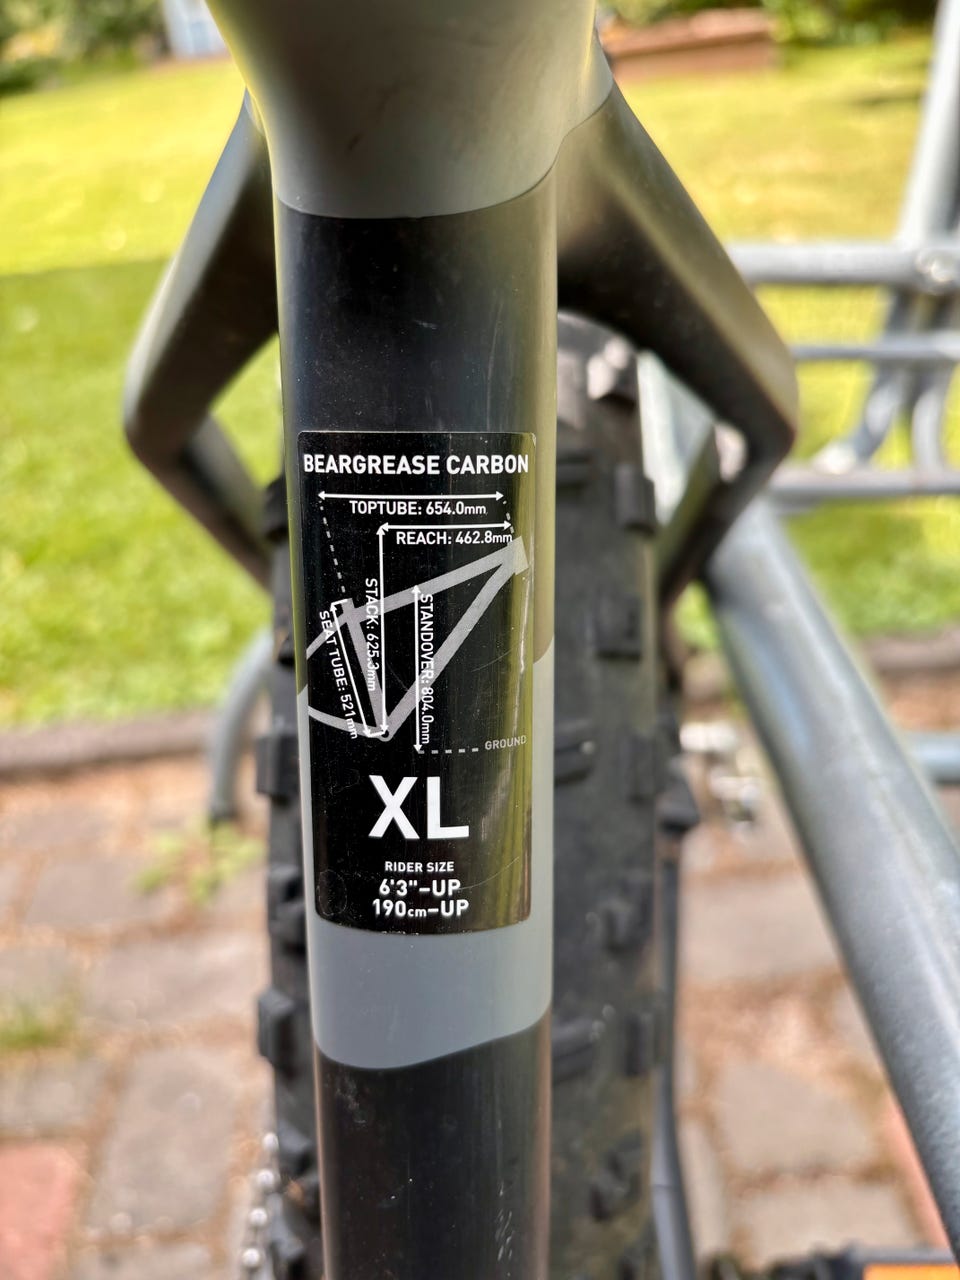 BEARGREASE CARBON
TOPTUBE: 654.0mm
REACH: 462.8mm
STACK: 625.3mm
STANDOVER: 804.0mm
SEAT TUBE: 521mm
GROUND
XL
RIDER SIZE
6'3"-UP
190cm-UP